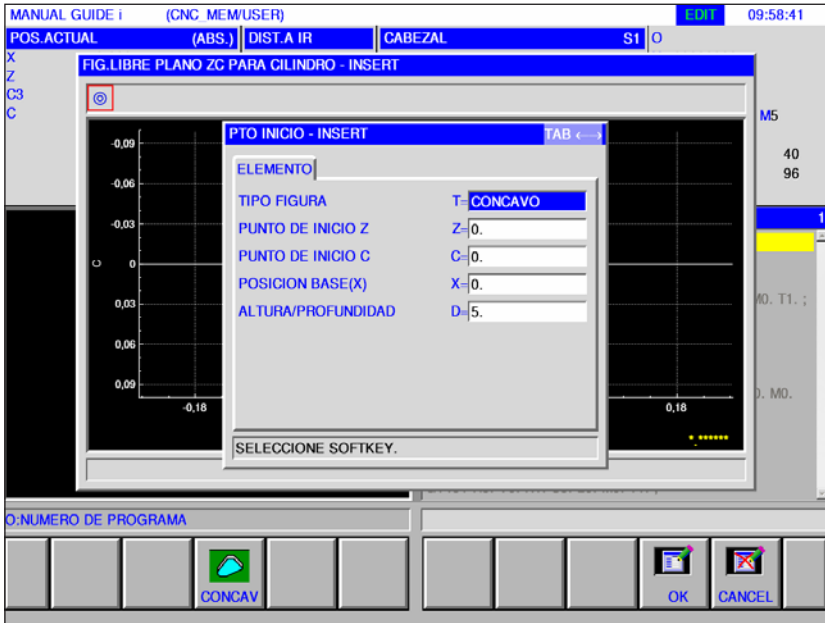 MANUAL GUIDE i (CNC_MEM/USER) EDIT 09:58:41
POS.ACTUAL (ABS.) DIST.A IR CABEZAL S1 O
X
Z
C3
C
FIG.LIBRE PLANO ZC PARA CILINDRO - INSERT
M5
40
96
PTO INICIO - INSERT TAB ←→
ELEMENTO
TIPO FIGURA T= CONCAVO
PUNTO DE INICIO Z Z= 0.
PUNTO DE INICIO C C= 0.
POSICION BASE(X) X= 0.
ALTURA/PROFUNDIDAD D= 5.
SELECCIONE SOFTKEY.
-0,09
-0,06
-0,03
C 0
0,03
0,06
0,09
-0,18 0,18
*.******
1
M0. T1. ;
0. M0.
O:NUMERO DE PROGRAMA
CONCAV OK CANCEL